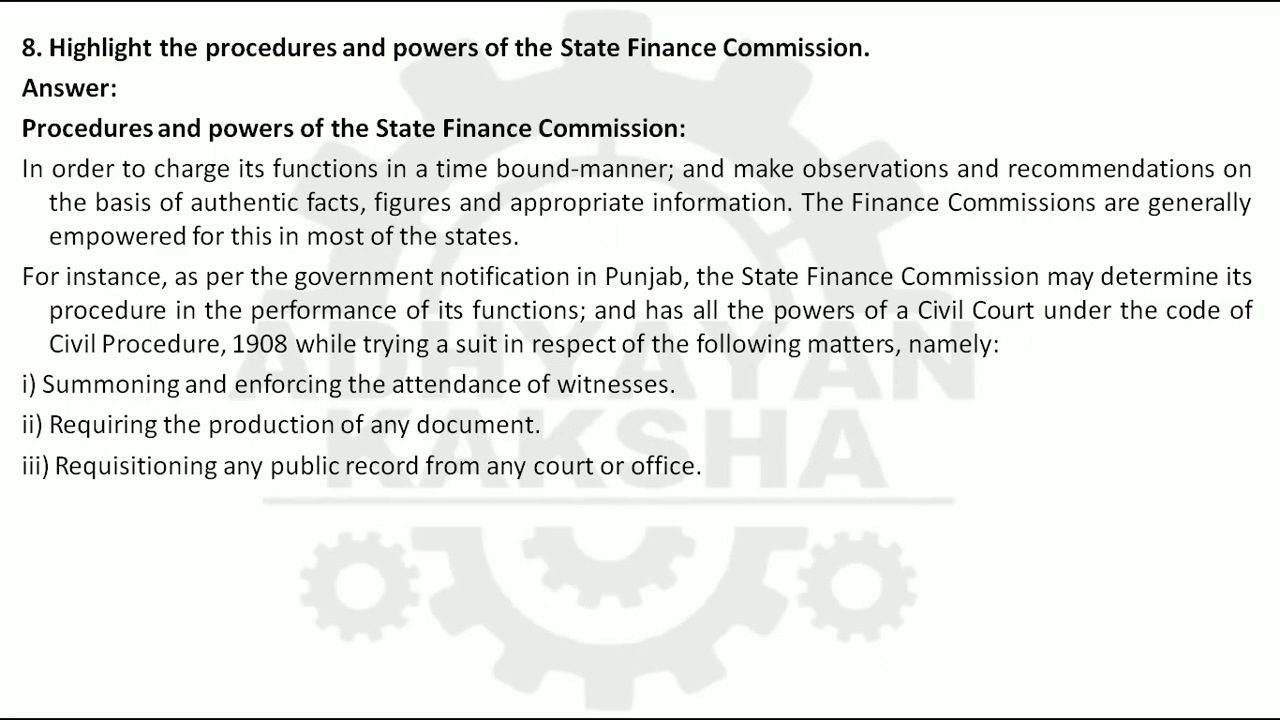 8. Highlight the procedures and powers of the State Finance Commission.
Answer:
Procedures and powers of the State Finance Commission:
In order to charge its functions in a time bound-manner; and make observations and recommendations on
the basis of authentic facts, figures and appropriate information. The Finance Commissions are generally
empowered for this in most of the states.
For instance, as per the government notification in Punjab, the State Finance Commission may determine its
procedure in the performance of its functions; and has all the powers of a Civil Court under the code of
Civil Procedure, 1908 while trying a suit in respect of the following matters, namely:
i) Summoning and enforcing the attendance of witnesses.
ii) Requiring the production of any document.
iii) Requisitioning any public record from any court or office.
ADHYAYAN
KAKSHA